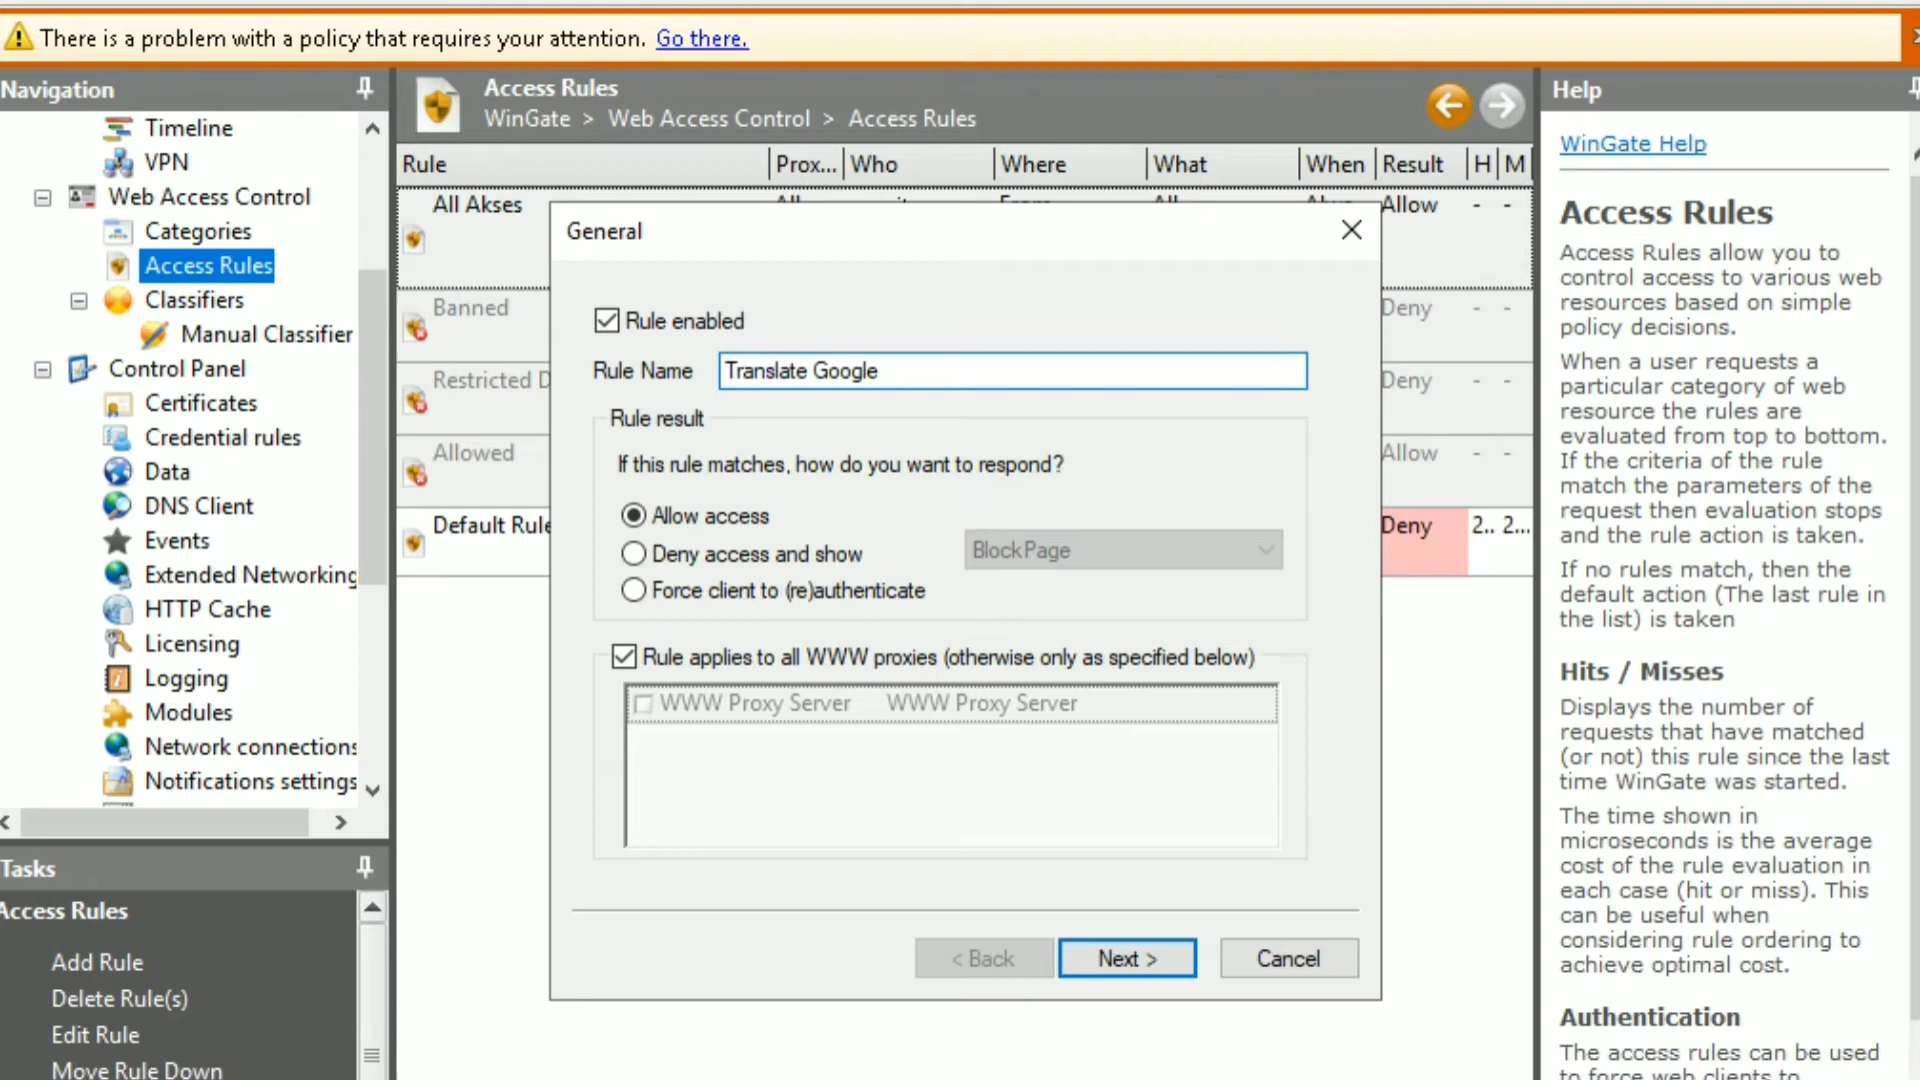 There is a problem with a policy that requires your attention. Go there.
Navigation
Timeline
VPN
Web Access Control
Categories
Access Rules
Classifiers
Manual Classifier
Control Panel
Certificates
Credential rules
Data
DNS Client
Events
Extended Networking
HTTP Cache
Licensing
Logging
Modules
Network connections
Notifications settings
Tasks
Access Rules
Add Rule
Delete Rule(s)
Edit Rule
Move Rule Down
Access Rules
WinGate > Web Access Control > Access Rules
Rule Prox... Who Where What When Result H M
All Akses Allow - -
Banned Deny - -
Restricted D Deny - -
Allowed Allow - -
Default Rule Deny 2.. 2...
General
Rule enabled
Rule Name Translate Google
Rule result
If this rule matches, how do you want to respond?
Allow access
Deny access and show BlockPage
Force client to (re)authenticate
Rule applies to all WWW proxies (otherwise only as specified below)
WWW Proxy Server WWW Proxy Server
< Back Next > Cancel
Help
WinGate Help
Access Rules
Access Rules allow you to
control access to various web
resources based on simple
policy decisions.
When a user requests a
particular category of web
resource the rules are
evaluated from top to bottom.
If the criteria of the rule
match the parameters of the
request then evaluation stops
and the rule action is taken.
If no rules match, then the
default action (The last rule in
the list) is taken
Hits / Misses
Displays the number of
requests that have matched
(or not) this rule since the last
time WinGate was started.
The time shown in
microseconds is the average
cost of the rule evaluation in
each case (hit or miss). This
can be useful when
considering rule ordering to
achieve optimal cost.
Authentication
The access rules can be used
to force web clients to